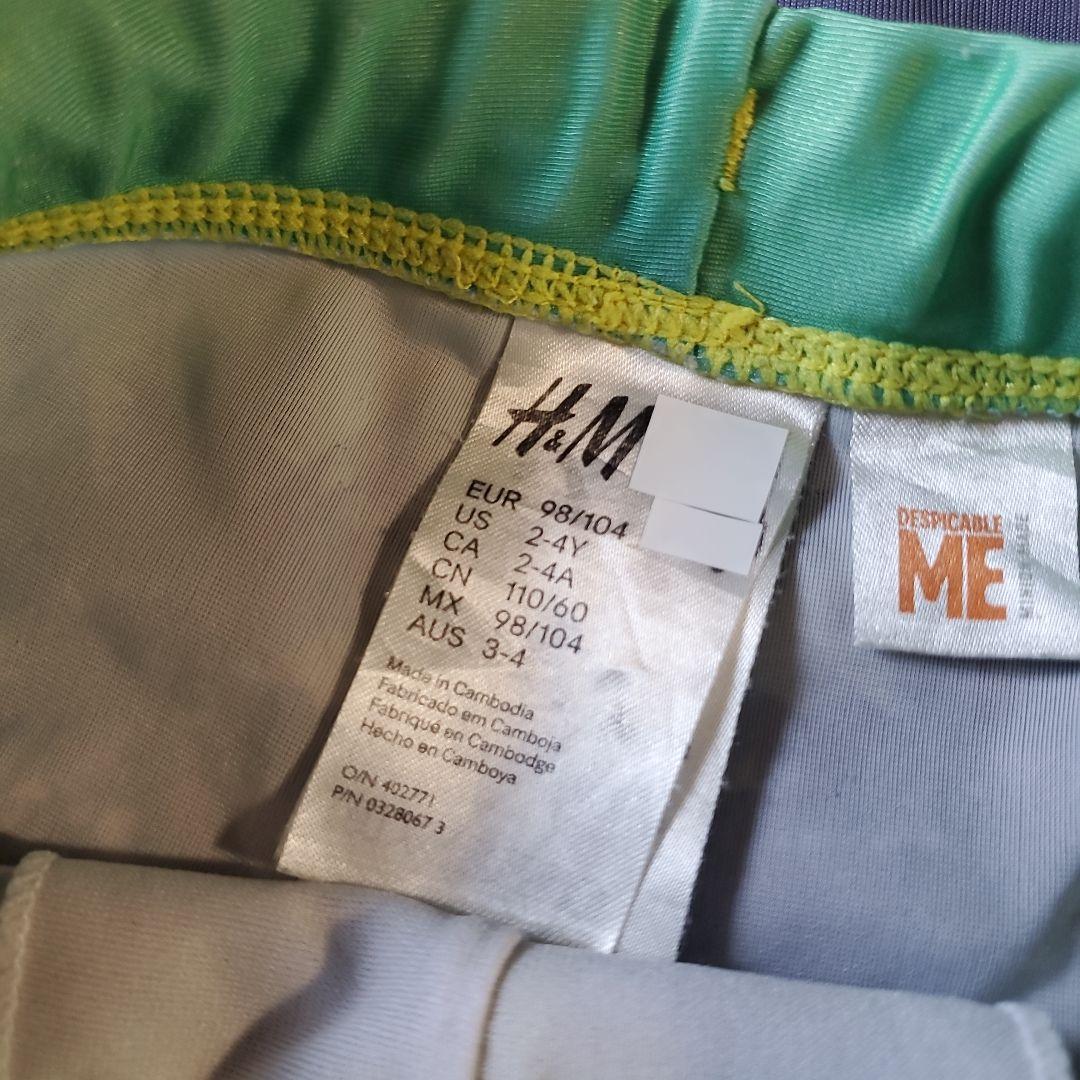 H&M
EUR 98/104
US 2-4Y
CA 2-4A
CN 110/60
MX 98/104
AUS 3-4
Made in Cambodia
Fabricado em Camboja
Fabriqué en Cambodge
Hecho en Camboya
O/N 402771
P/N 0328067 3
DESPICABLE
ME